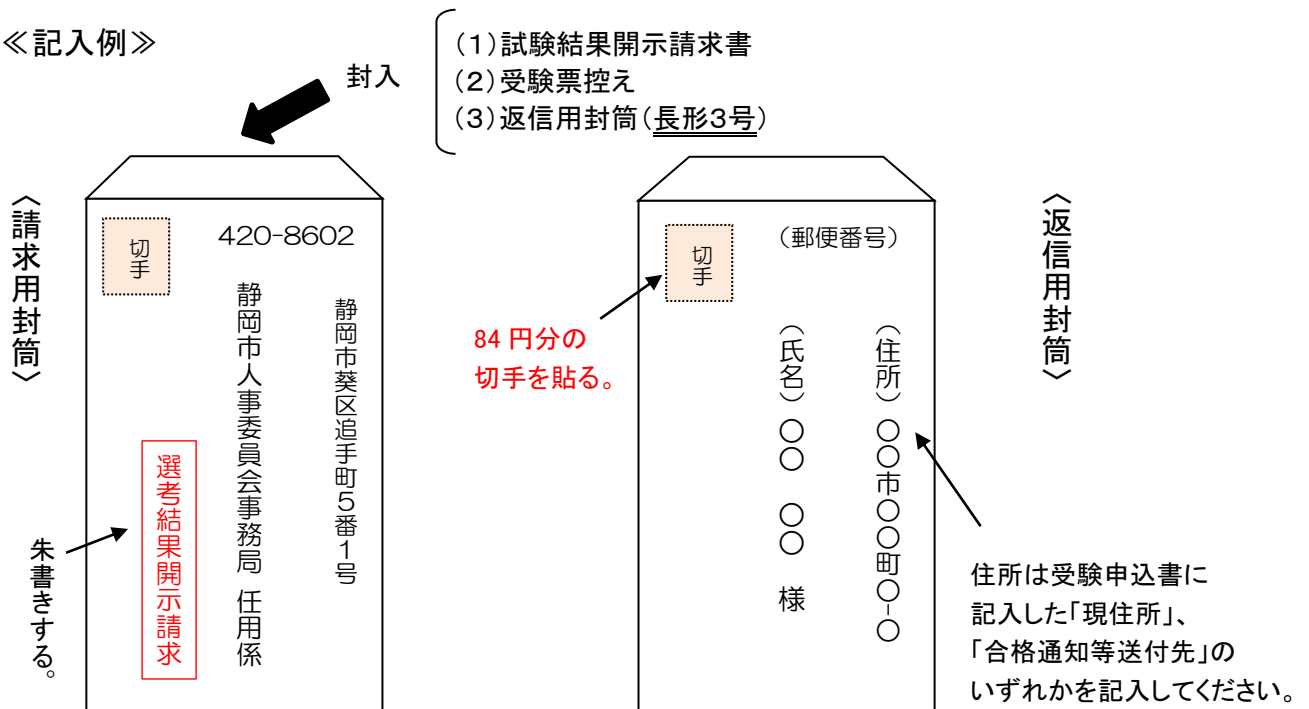 ≪記入例≫
封入
(1)試験結果開示請求書
(2)受験票控え
(3)返信用封筒(長形3号)
〈請求用封筒〉
切手
420-8602
静岡市葵区追手町5番1号
静岡市人事委員会事務局 任用係
選考結果開示請求
朱書きする。
〈返信用封筒〉
切手
(郵便番号)
84円分の
切手を貼る。
(住所)〇〇市〇〇町〇-〇
(氏名)〇〇 〇〇 様
住所は受験申込書に
記入した「現住所」、
「合格通知等送付先」の
いずれかを記入してください。